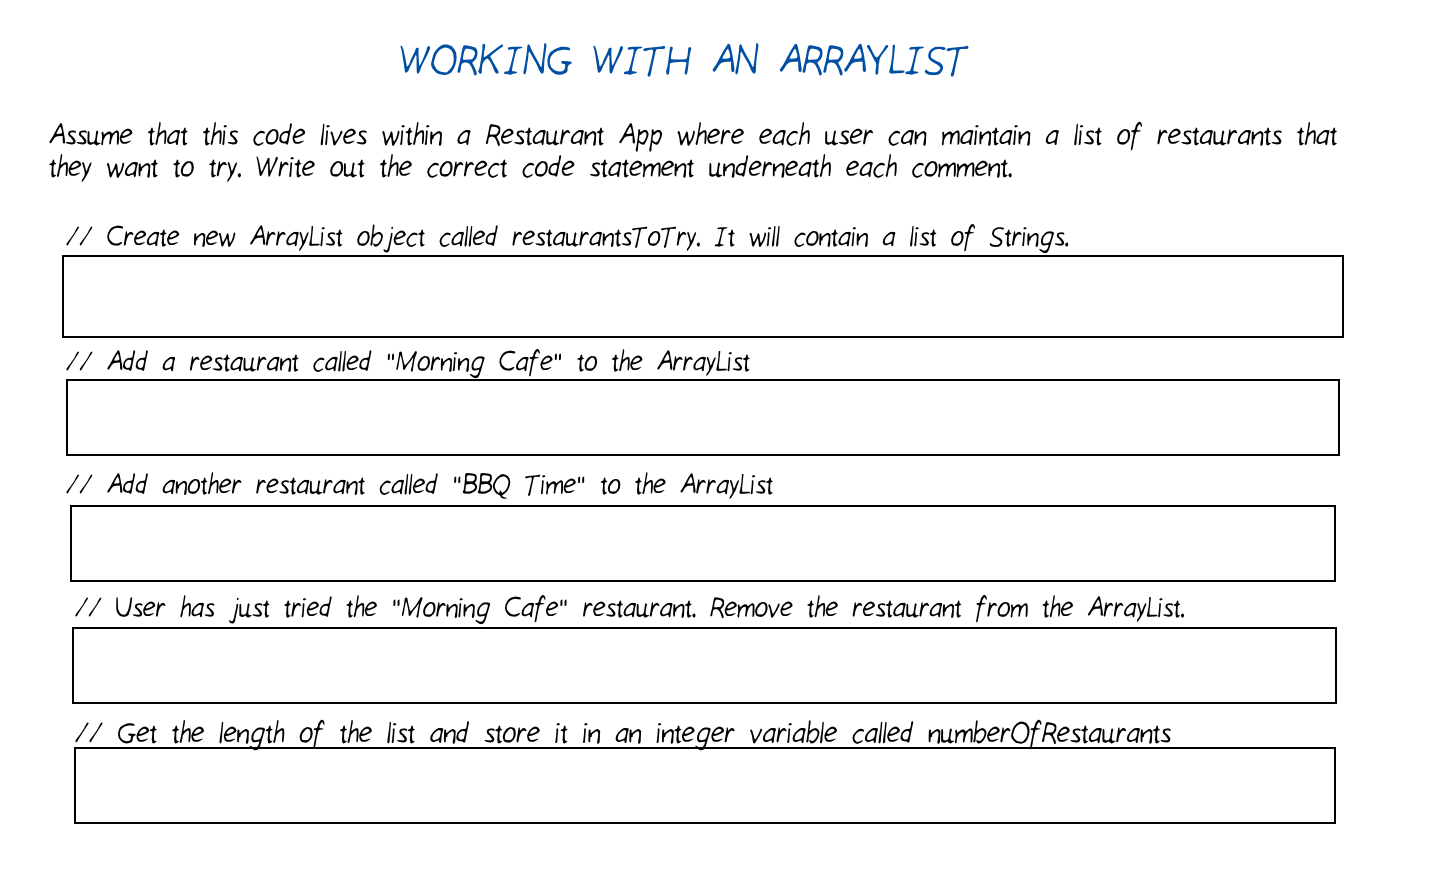 WORKING WITH AN ARRAYLIST
Assume that this code lives within a Restaurant App where each user can maintain a list of restaurants that
they want to try. Write out the correct code statement underneath each comment.
// Create new ArrayList object called restaurantsToTry. It will contain a list of Strings.
// Add a restaurant called "Morning Cafe" to the ArrayList
// Add another restaurant called "BBQ Time" to the ArrayList
// User has just tried the "Morning Cafe" restaurant. Remove the restaurant from the ArrayList.
// Get the length of the list and store it in an integer variable called numberOfRestaurants